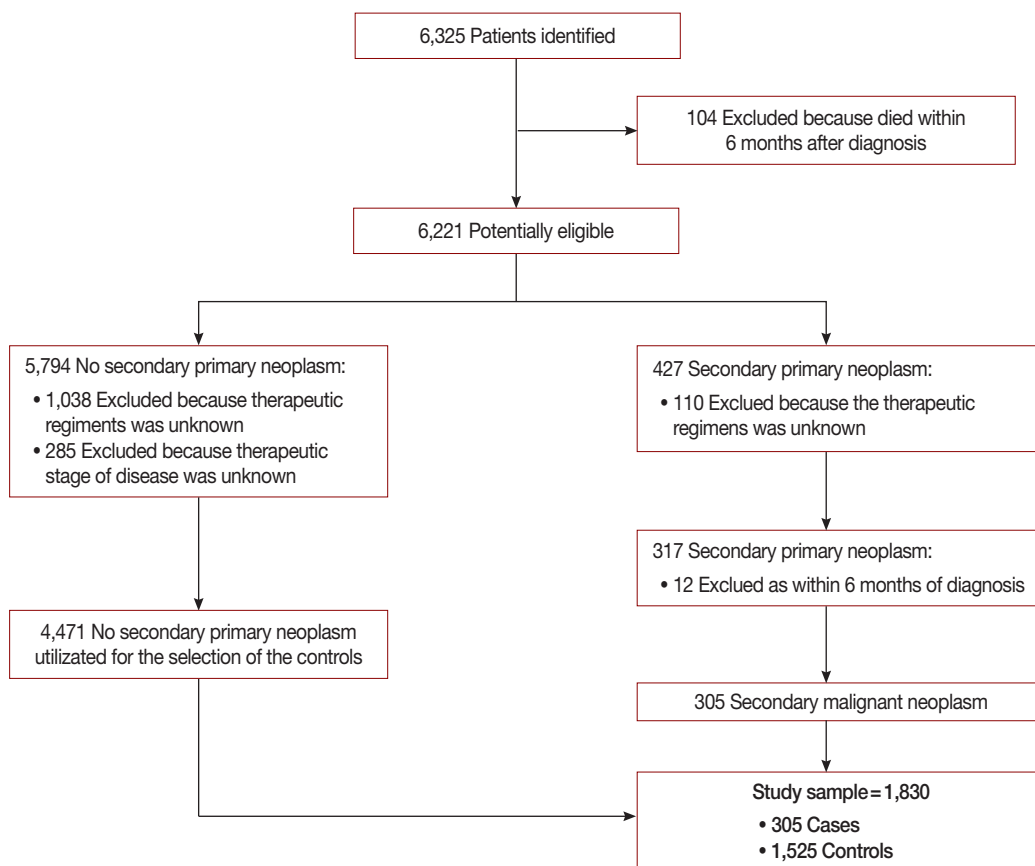 6,325 Patients identified
104 Excluded because died within
6 months after diagnosis
6,221 Potentially eligible
5,794 No secondary primary neoplasm:
• 1,038 Excluded because therapeutic
regiments was unknown
• 285 Excluded because therapeutic
stage of disease was unknown
427 Secondary primary neoplasm:
• 110 Exclued because the therapeutic
regimens was unknown
317 Secondary primary neoplasm:
• 12 Exclued as within 6 months of diagnosis
4,471 No secondary primary neoplasm
utilizated for the selection of the controls
305 Secondary malignant neoplasm
Study sample=1,830
• 305 Cases
• 1,525 Controls